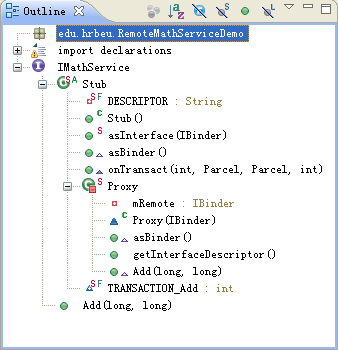 Outline
edu.hrbeu.RemoteMathServiceDemo
import declarations
IMathService
Stub
DESCRIPTOR : String
Stub()
asInterface(IBinder)
asBinder()
onTransact(int, Parcel, Parcel, int)
Proxy
mRemote : IBinder
Proxy(IBinder)
asBinder()
getInterfaceDescriptor()
Add(long, long)
TRANSACTION_Add : int
Add(long, long)